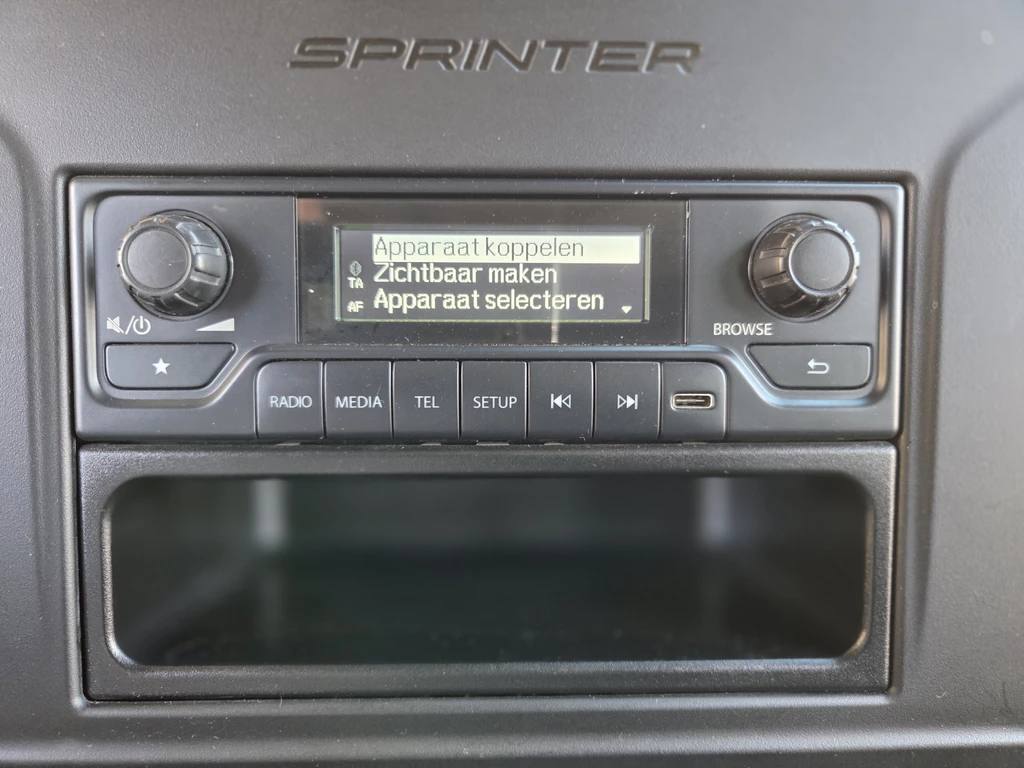 SPRINTER
Apparaat koppelen
TA Zichtbaar maken
AF Apparaat selecteren
BROWSE
RADIO MEDIA TEL SETUP